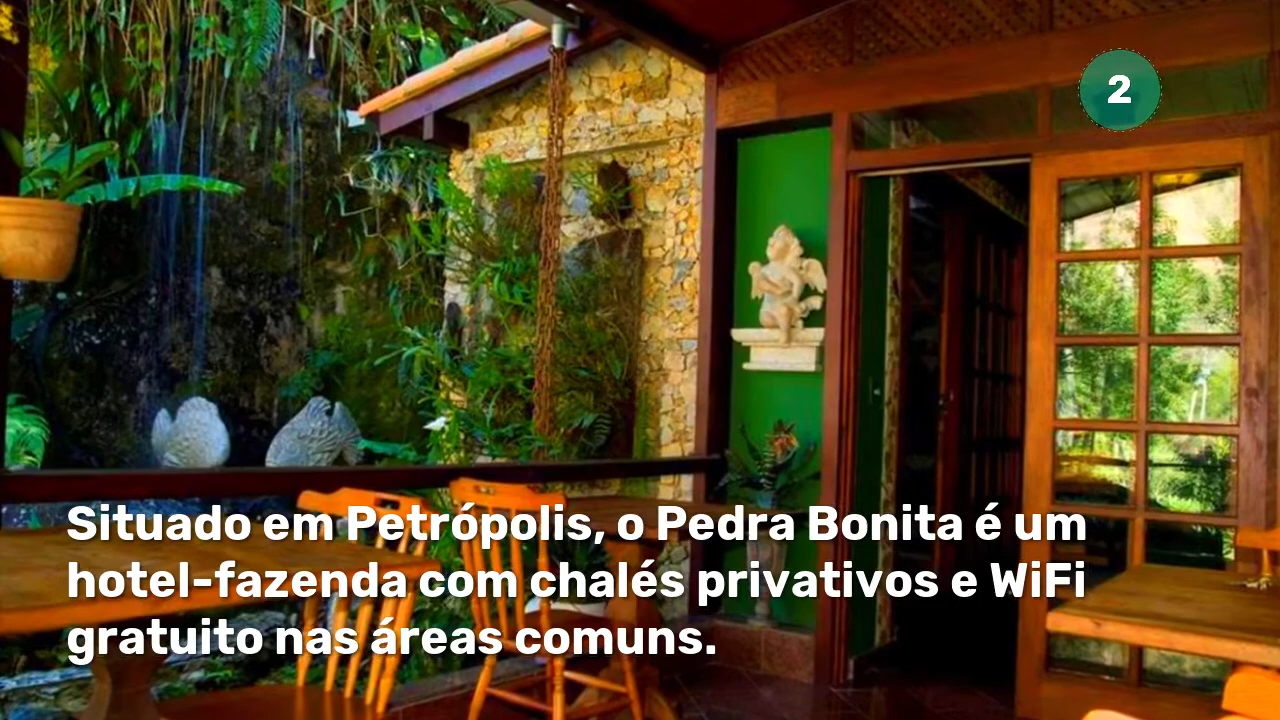 2
Situado em Petrópolis, o Pedra Bonita é um
hotel-fazenda com chalés privativos e WiFi
gratuito nas áreas comuns.